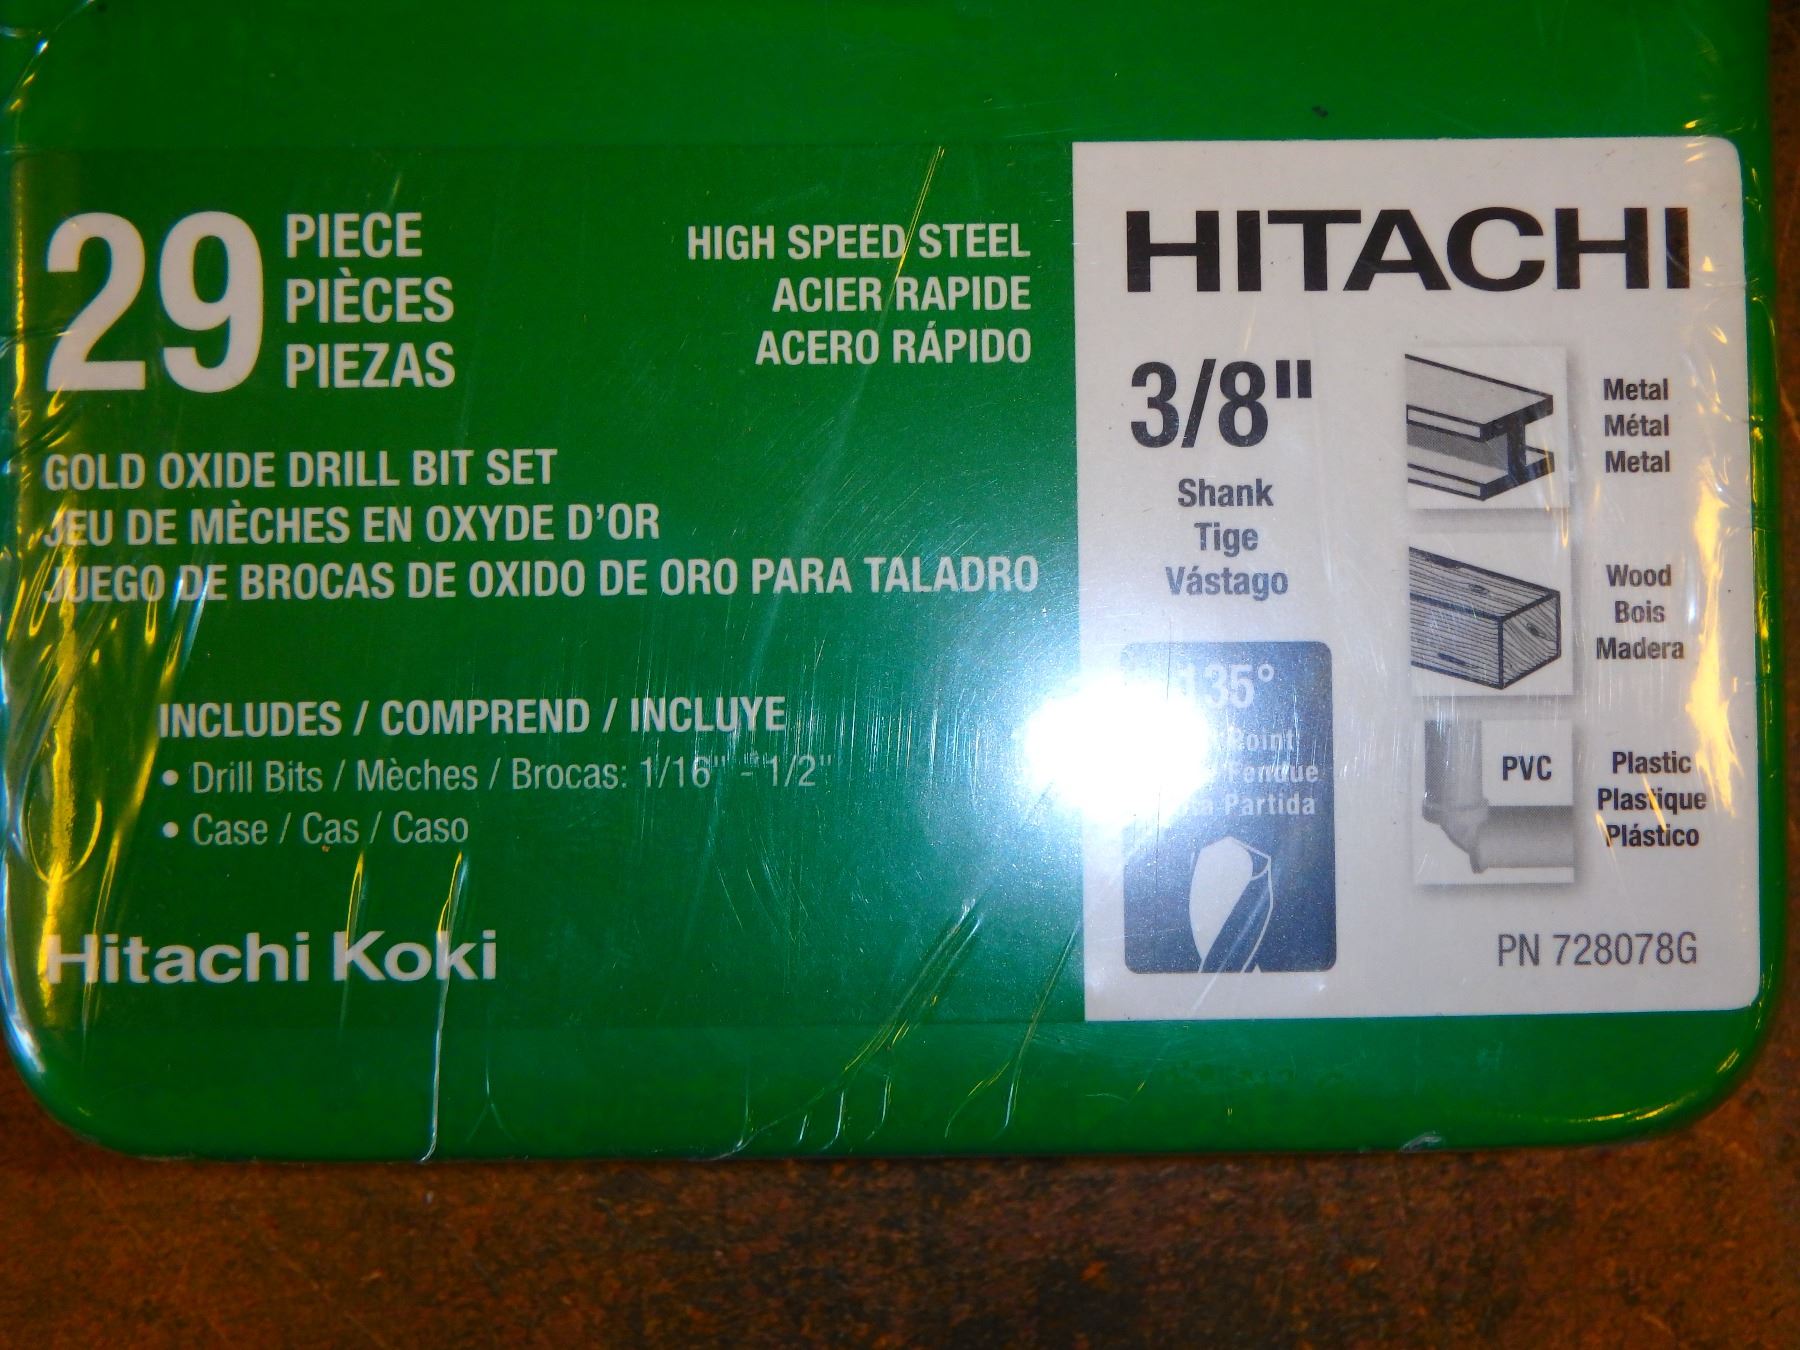 29
PIECE
PIÈCES
PIEZAS
HIGH SPEED STEEL
ACIER RAPIDE
ACERO RÁPIDO
GOLD OXIDE DRILL BIT SET
JEU DE MÈCHES EN OXYDE D'OR
JUEGO DE BROCAS DE OXIDO DE ORO PARA TALADRO
INCLUDES / COMPREND / INCLUYE
• Drill Bits / Mèches / Brocas: 1/16" - 1/2"
• Case / Cas / Caso
Hitachi Koki
HITACHI
3/8"
Shank
Tige
Vástago
135°
Point
Fendue
Partida
Metal
Métal
Metal
Wood
Bois
Madera
PVC
Plastic
Plastique
Plástico
PN 728078G